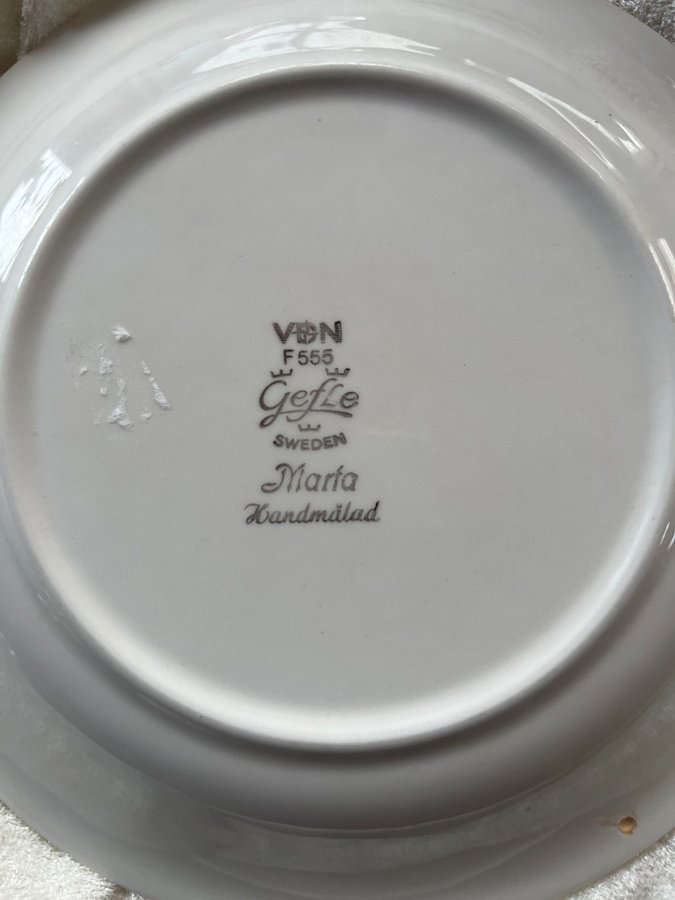 VDN
F555
Gefle
SWEDEN
Marta
Handmålad